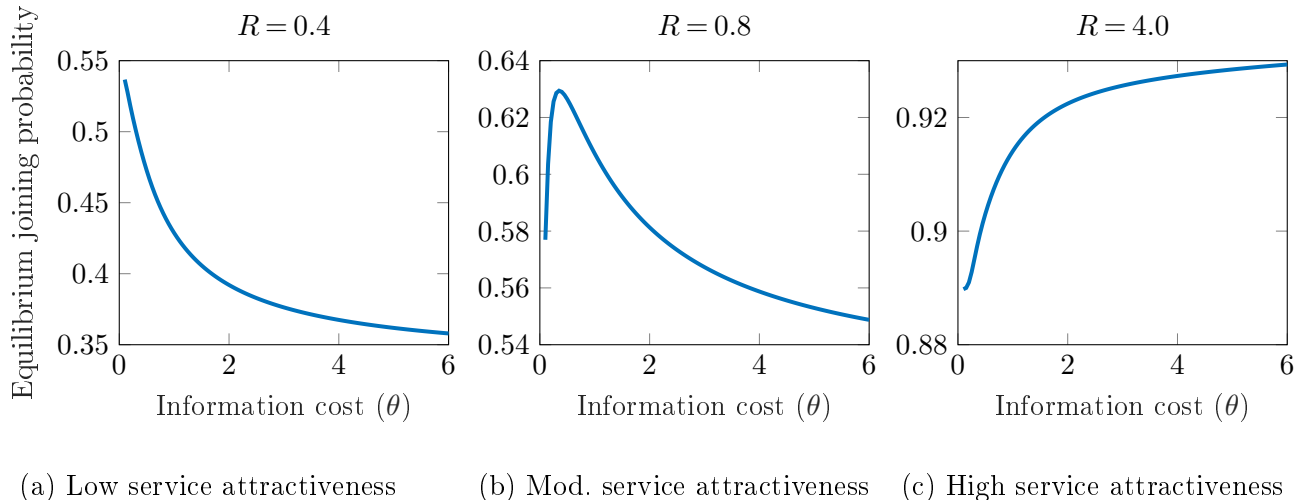 R = 0.4
Equilibrium joining probability
0.55
0.5
0.45
0.4
0.35
0 2 4 6
Information cost (θ)
(a) Low service attractiveness
R = 0.8
0.64
0.62
0.6
0.58
0.56
0.54
0 2 4 6
Information cost (θ)
(b) Mod. service attractiveness
R = 4.0
0.92
0.9
0.88
0 2 4 6
Information cost (θ)
(c) High service attractiveness